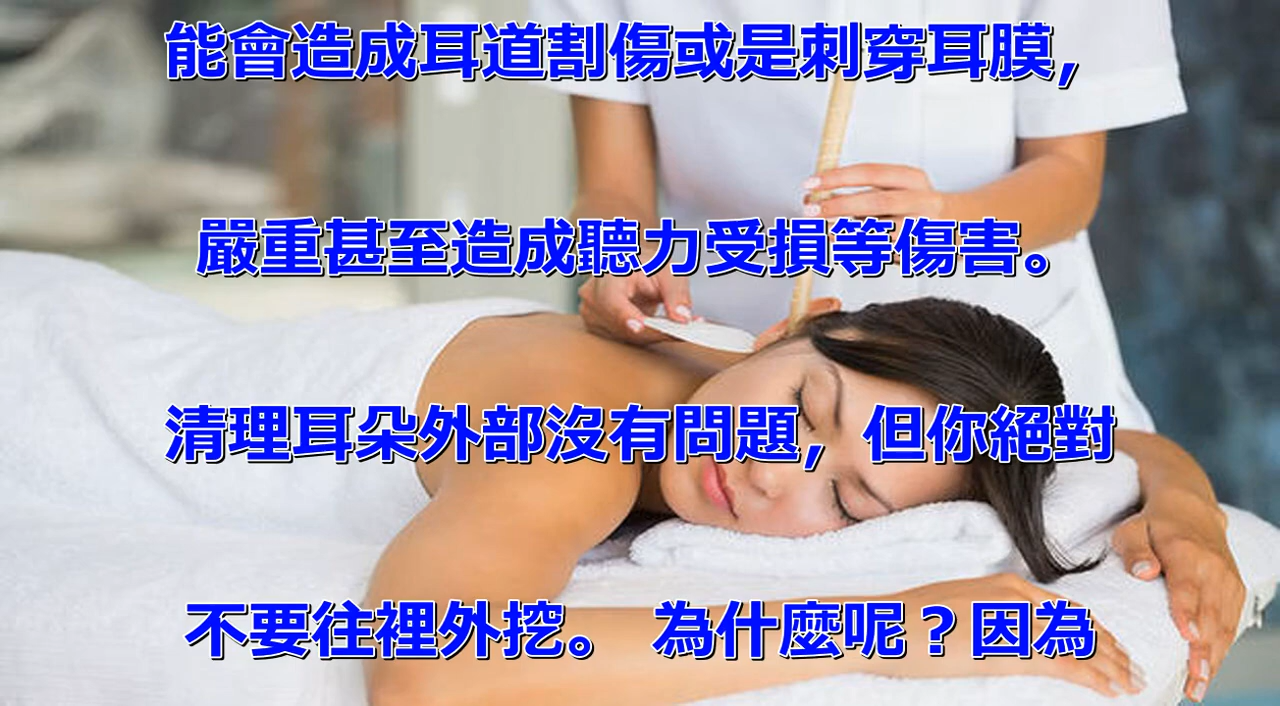 能會造成耳道割傷或是刺穿耳膜，
嚴重甚至造成聽力受損等傷害。
清理耳朵外部沒有問題，但你絕對
不要往裡外挖。 為什麼呢？因為